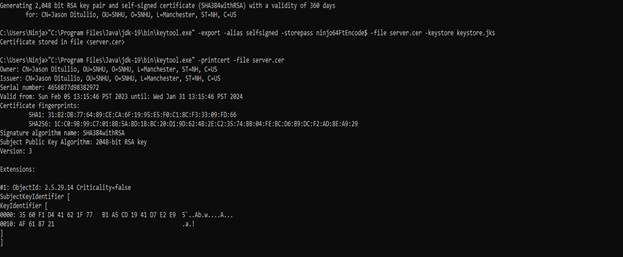 Generating 2,048 bit RSA key pair and self-signed certificate (SHA384withRSA) with a validity of 360 days
for: CN=Jason Ditullio, OU=SNHU, O=SNHU, L=Manchester, ST=NH, C=US
C:\Users\Ninja>"C:\Program Files\Java\jdk-19\bin\keytool.exe" -export -alias selfsigned -storepass ninjo64FtEncode$ -file server.cer -keystore keystore.jks
Certificate stored in file <server.cer>
C:\Users\Ninja>"C:\Program Files\Java\jdk-19\bin\keytool.exe" -printcert -file server.cer
Owner: CN=Jason Ditullio, OU=SNHU, O=SNHU, L=Manchester, ST=NH, C=US
Issuer: CN=Jason Ditullio, OU=SNHU, O=SNHU, L=Manchester, ST=NH, C=US
Serial number: 4656877d98382972
Valid from: Sun Feb 05 13:15:46 PST 2023 until: Wed Jan 31 13:15:46 PST 2024
Certificate fingerprints:
SHA1: 31:B2:DB:77:64:89:CE:CA:6F:19:95:E5:F0:C1:8C:F3:33:09:FD:66
SHA256: 1C:C0:9B:99:C7:01:8B:5A:BD:1B:BC:20:D1:9D:62:48:2E:C2:35:74:BB:04:FE:BC:D6:B9:DC:F2:AD:8E:A9:29
Signature algorithm name: SHA384withRSA
Subject Public Key Algorithm: 2048-bit RSA key
Version: 3
Extensions:
#1: ObjectId: 2.5.29.14 Criticality=false
SubjectKeyIdentifier [
KeyIdentifier [
0000: 35 60 F1 D4 41 62 1F 77 B1 A5 CD 19 41 D7 E2 E9 5`..Ab.w....A...
0010: AF 61 87 21 .a.!
]
]